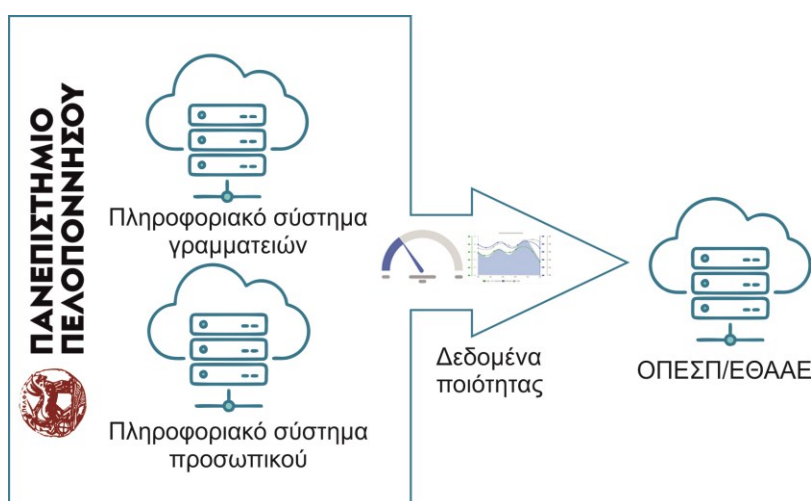 ΠΑΝΕΠΙΣΤΗΜΙΟ
ΠΕΛΟΠΟΝΝΗΣΟΥ
Πληροφοριακό σύστημα
γραμματειών
Πληροφοριακό σύστημα
προσωπικού
Δεδομένα
ποιότητας
ΟΠΕΣΠ/ΕΘΑΑΕ